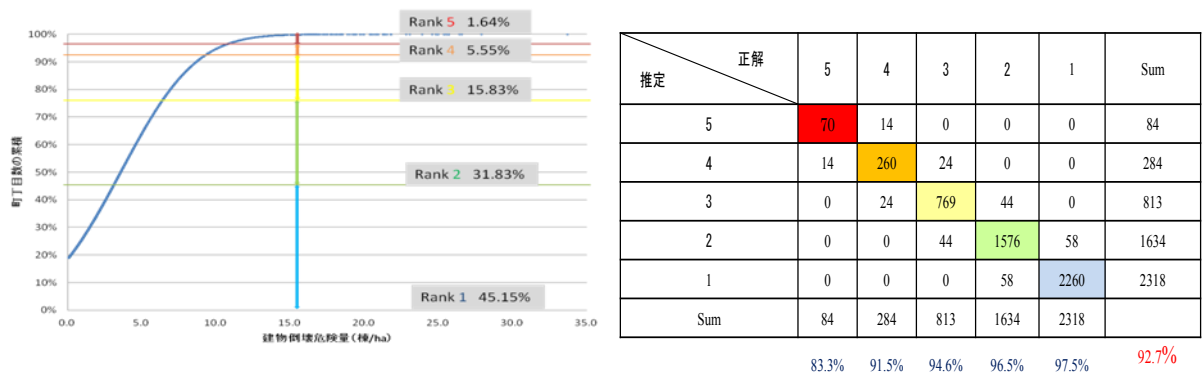 Rank 5 1.64%
Rank 4 5.55%
Rank 3 15.83%
Rank 2 31.83%
Rank 1 45.15%
100%
90%
80%
70%
60%
50%
40%
30%
20%
10%
0%
町丁目数の累積
0.0 5.0 10.0 15.0 20.0 25.0 30.0 35.0
建物倒壊危険量(棟/ha)
正解
推定
5 4 3 2 1 Sum
5 70 14 0 0 0 84
4 14 260 24 0 0 284
3 0 24 769 44 0 813
2 0 0 44 1576 58 1634
1 0 0 0 58 2260 2318
Sum 84 284 813 1634 2318
83.3% 91.5% 94.6% 96.5% 97.5% 92.7%